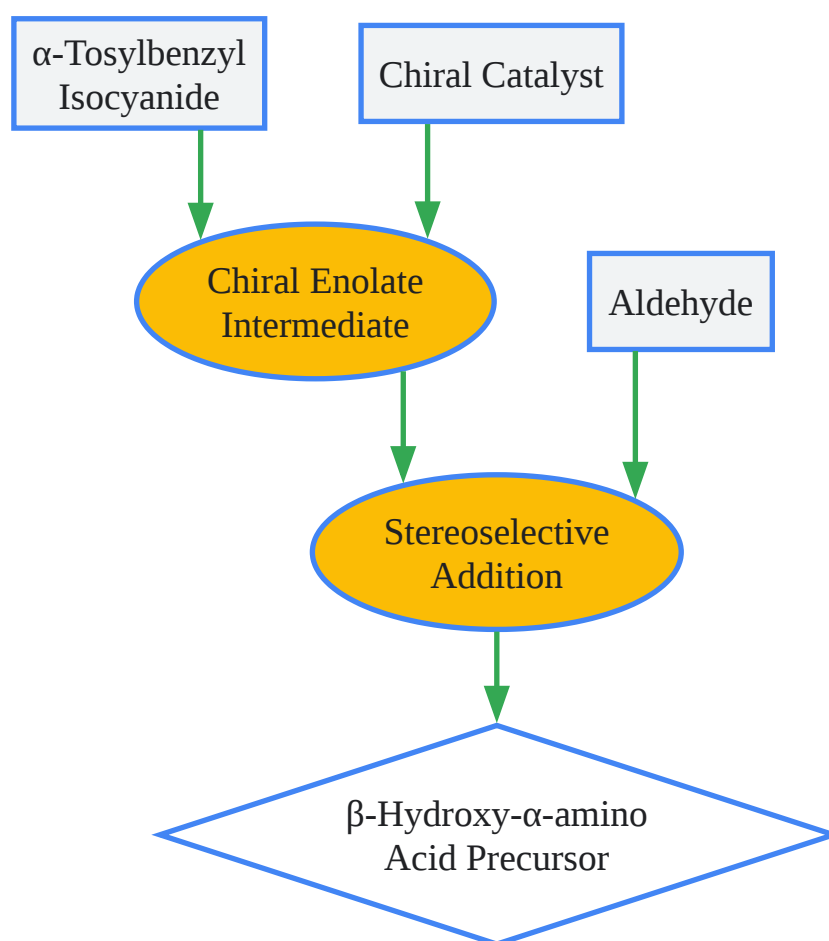 α-Tosylbenzyl
Isocyanide
Chiral Catalyst
Chiral Enolate
Intermediate
Aldehyde
Stereoselective
Addition
β-Hydroxy-α-amino
Acid Precursor